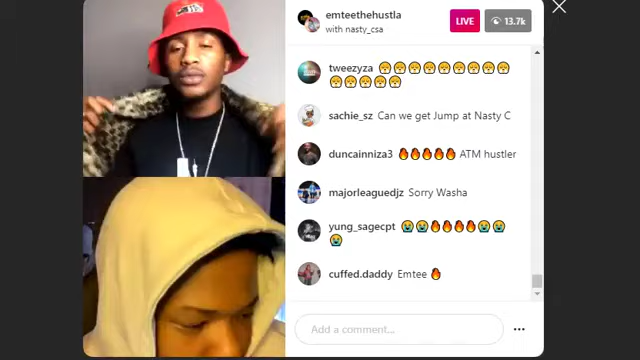 emteethehustla
with nasty_csa
LIVE
13.7k
tweezyza 😤😤😤😤😤😤😤😤😤
😤😤😤😤😤
sachie_sz Can we get Jump at Nasty C
duncainniza3 🔥🔥🔥🔥🔥 ATM hustler
majorleaguedjz Sorry Washa
yung_sagecpt 😭😭🔥🔥🔥🔥😭😭
😭
cuffed.daddy Emtee 🔥
Add a comment...